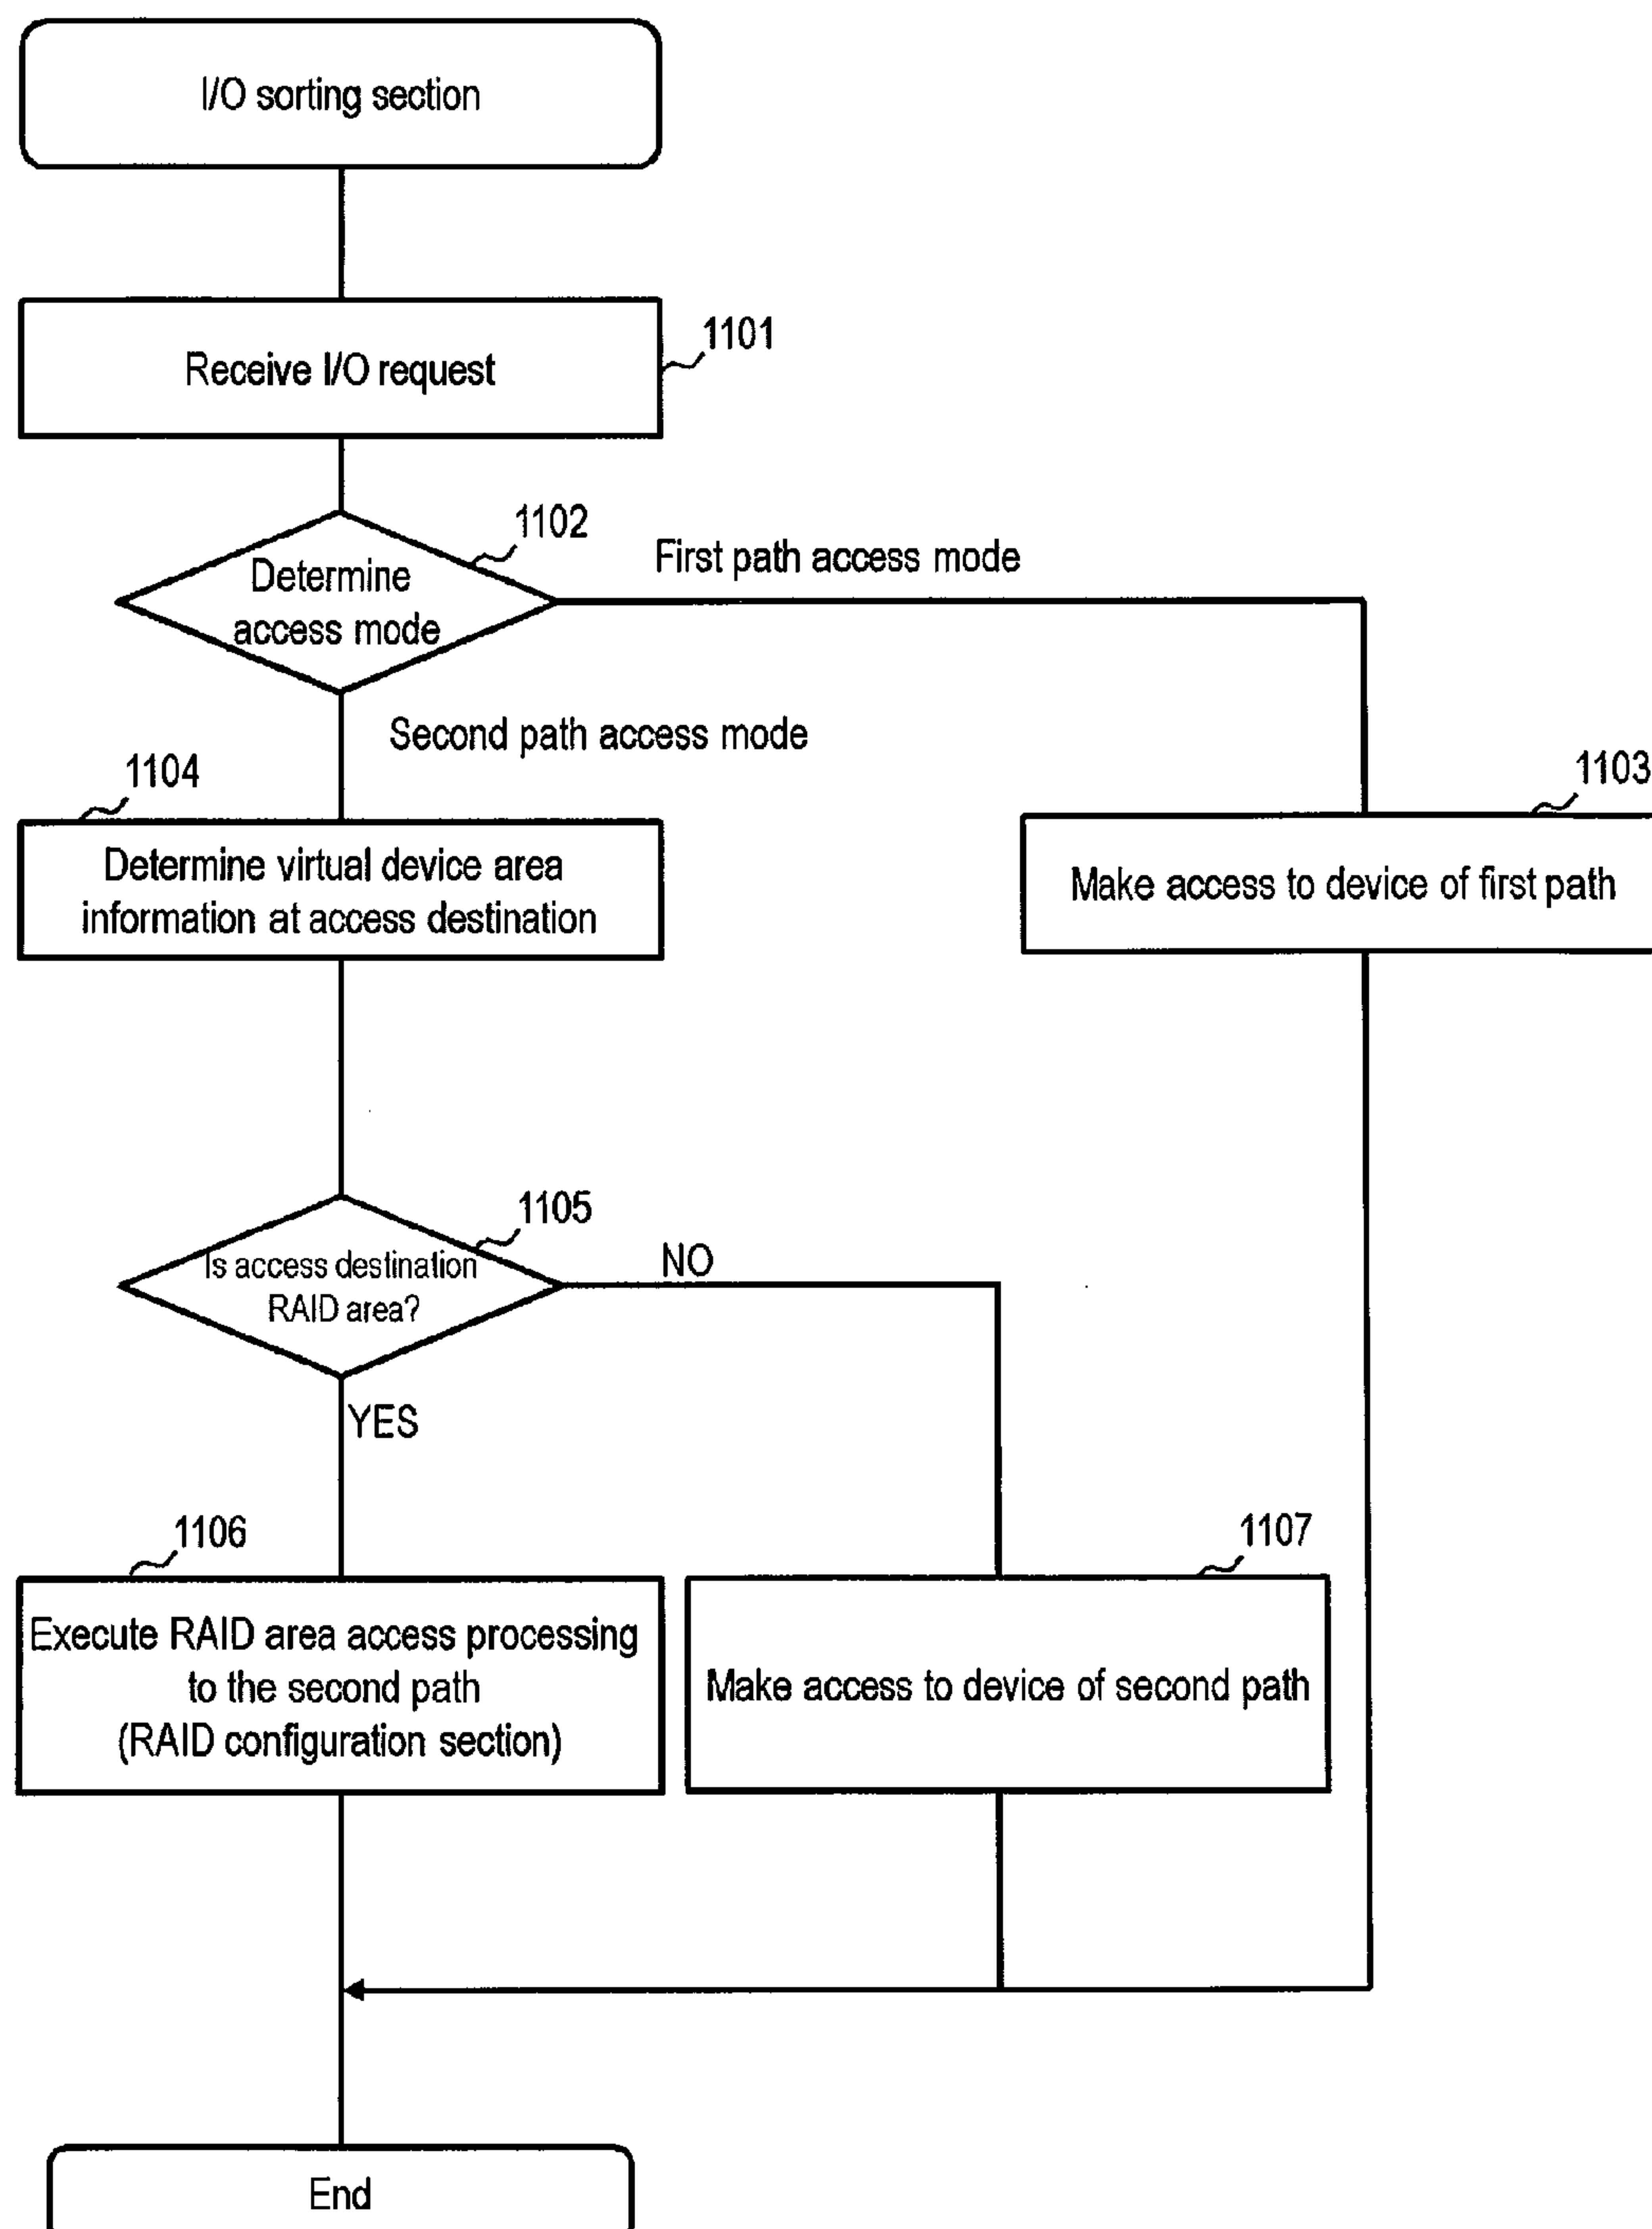 I/O sorting section
Receive I/O request
1101
1102
Determine
access mode
First path access mode
Second path access mode
1103
Make access to device of first path
1104
Determine virtual device area
information at access destination
1105
Is access destination
RAID area?
NO
YES
1106
Execute RAID area access processing
to the second path
(RAID configuration section)
1107
Make access to device of second path
End